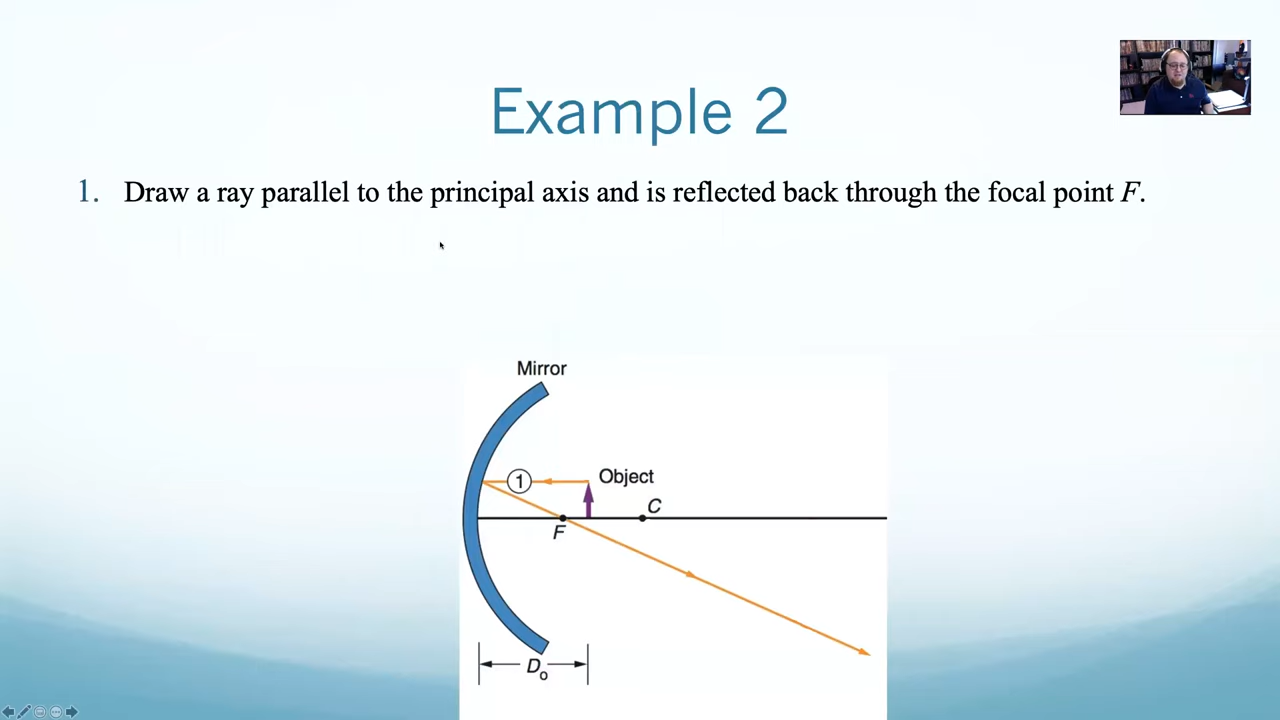 Example 2
1. Draw a ray parallel to the principal axis and is reflected back through the focal point F.
Mirror
1
Object
C
F
Do